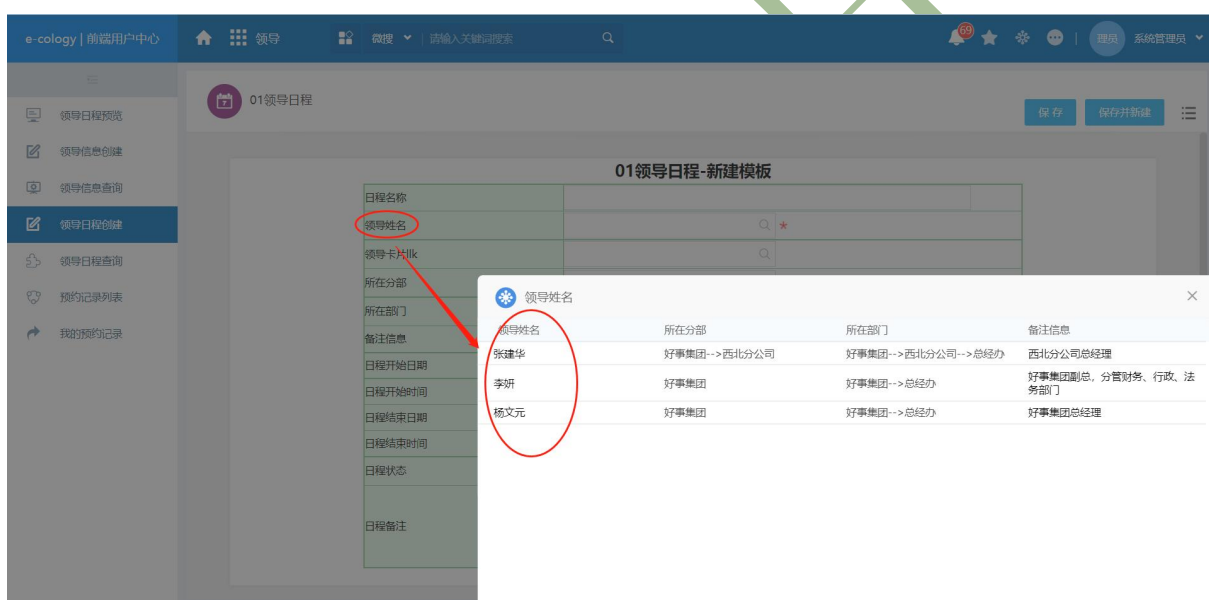 e-cology | 前端用户中心
领导
微搜
请输入关键词搜索
69
理员
系统管理员
领导日程预览
领导信息创建
领导信息查询
领导日程创建
领导日程查询
预约记录列表
我的预约记录
7
01领导日程
保存
保存并新建
01领导日程-新建模板
日程名称
领导姓名
*
领导卡片llk
所在分部
所在部门
备注信息
日程开始日期
日程开始时间
日程结束日期
日程结束时间
日程状态
日程备注
领导姓名
领导姓名 所在分部 所在部门 备注信息
张建华 好事集团-->西北分公司 好事集团-->西北分公司-->总经办 西北分公司总经理
李妍 好事集团 好事集团-->总经办 好事集团副总，分管财务、行政、法
务部门
杨文元 好事集团 好事集团-->总经办 好事集团总经理